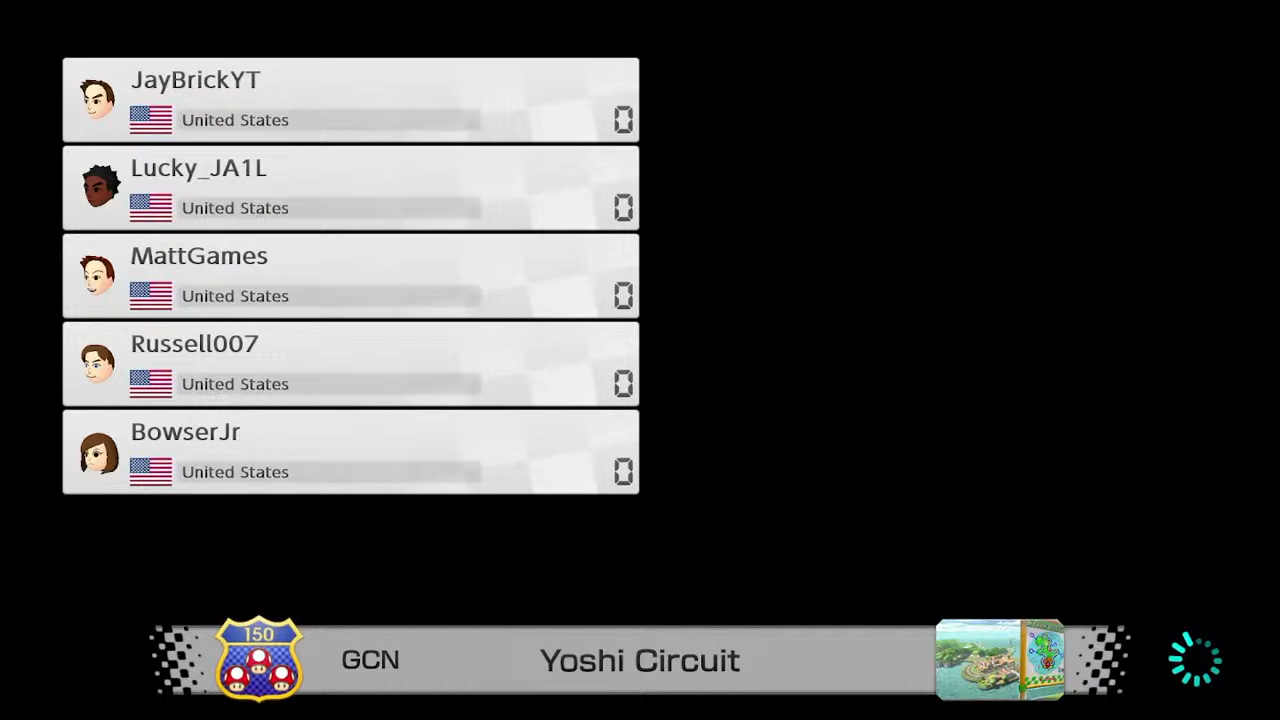 JayBrickYT
United States 0
Lucky_JA1L
United States 0
MattGames
United States 0
Russell007
United States 0
BowserJr
United States 0
150 GCN Yoshi Circuit